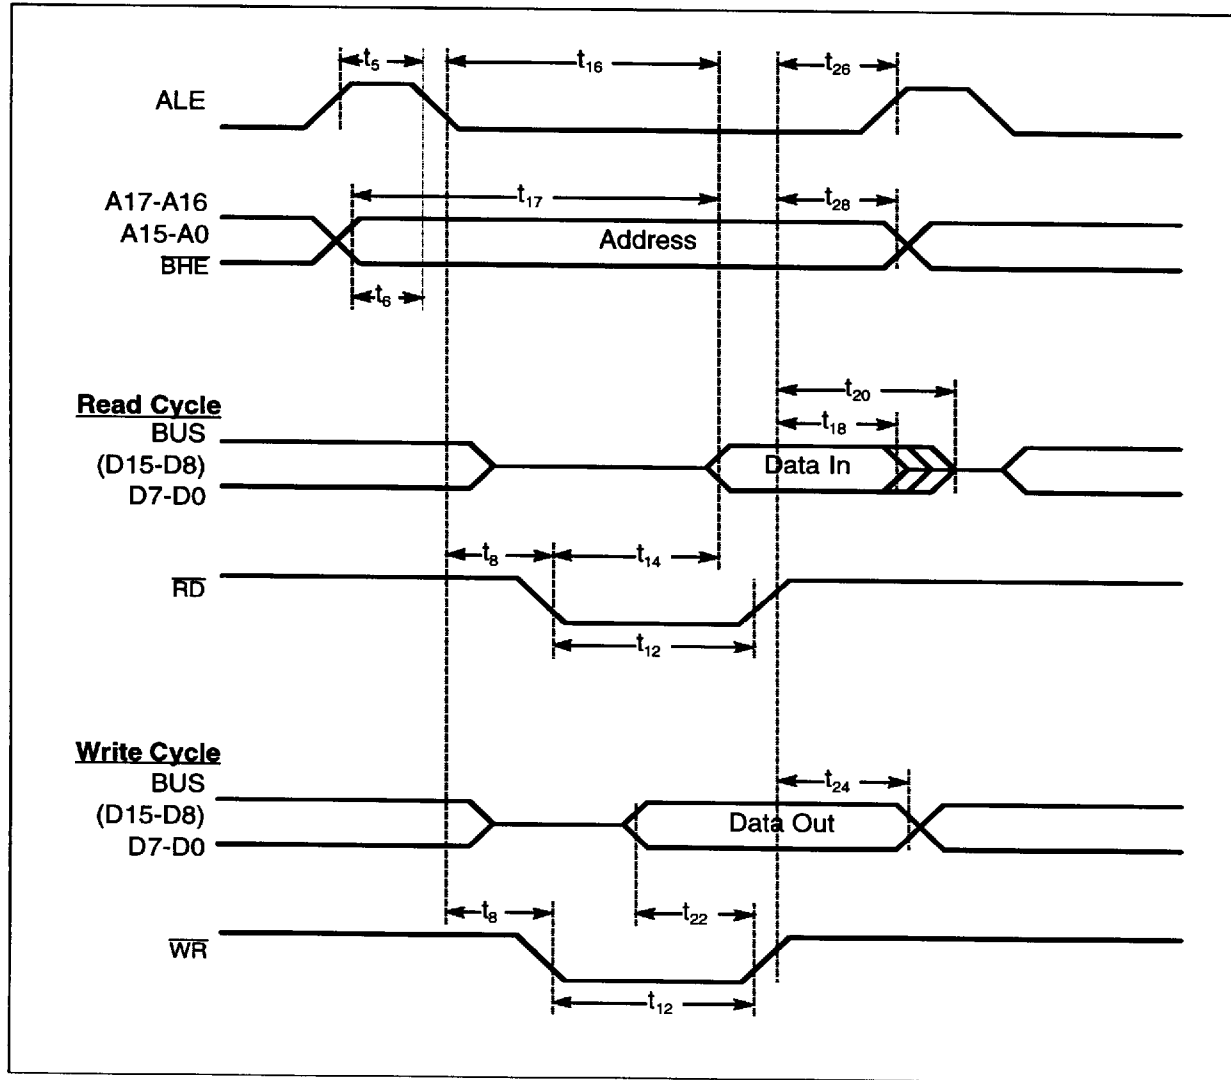 t5
t16
t26
ALE
A17-A16
t17
t28
A15-A0
Address
BHE
t6
t20
Read Cycle
t18
BUS
(D15-D8)
Data In
D7-D0
t8
t14
RD
t12
Write Cycle
BUS
t24
(D15-D8)
Data Out
D7-D0
t8
t22
WR
t12